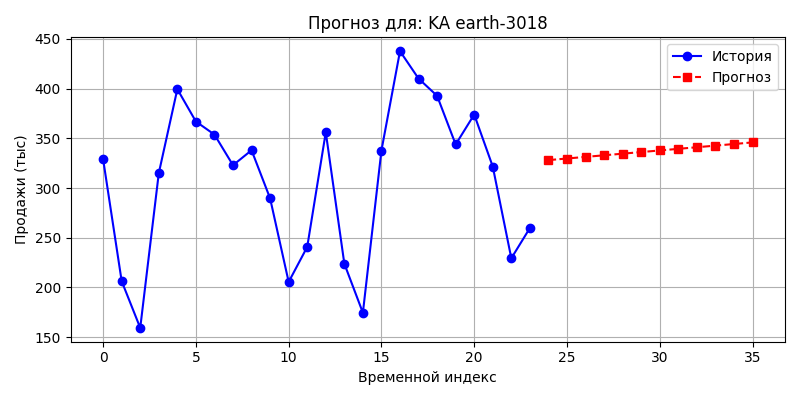 Прогноз для: KA earth-3018
История
Прогноз
Продажи (тыс)
450
400
350
300
250
200
150
0 5 10 15 20 25 30 35
Временной индекс